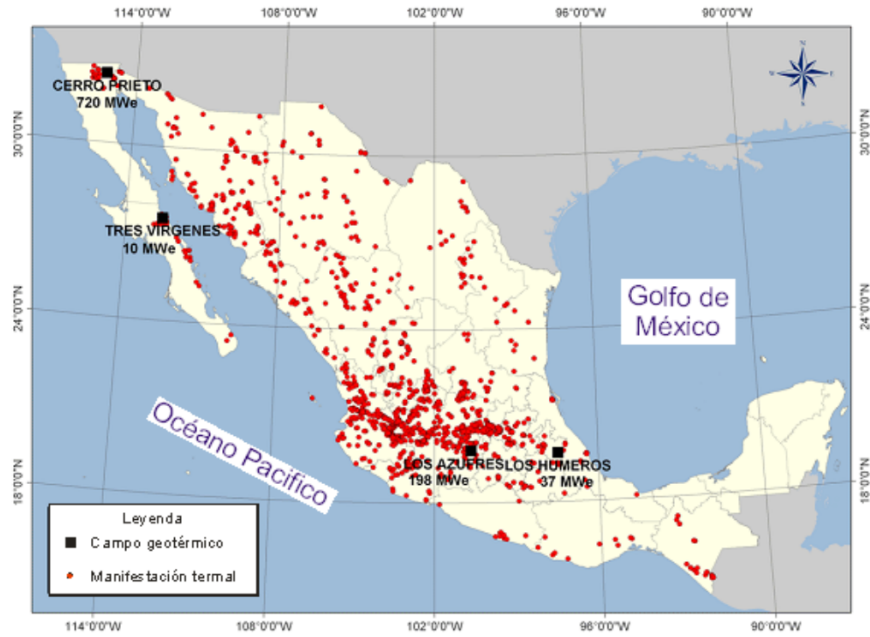 114°0'0"W 108°0'0"W 102°0'0"W 96°0'0"W 90°0'0"W
30°0'0"N
30°0'0"N
CERRO PRIETO
720 MWe
TRES VIRGENES
10 MWe
24°0'0"N
24°0'0"N
Golfo de
México
Océano Pacifico
LOS AZUFRES LOS HUMEROS
198 MWe 37 MWe
18°0'0"N
18°0'0"N
Leyenda
Campo geotérmico
Manifestación termal
114°0'0"W 108°0'0"W 102°0'0"W 96°0'0"W 90°0'0"W